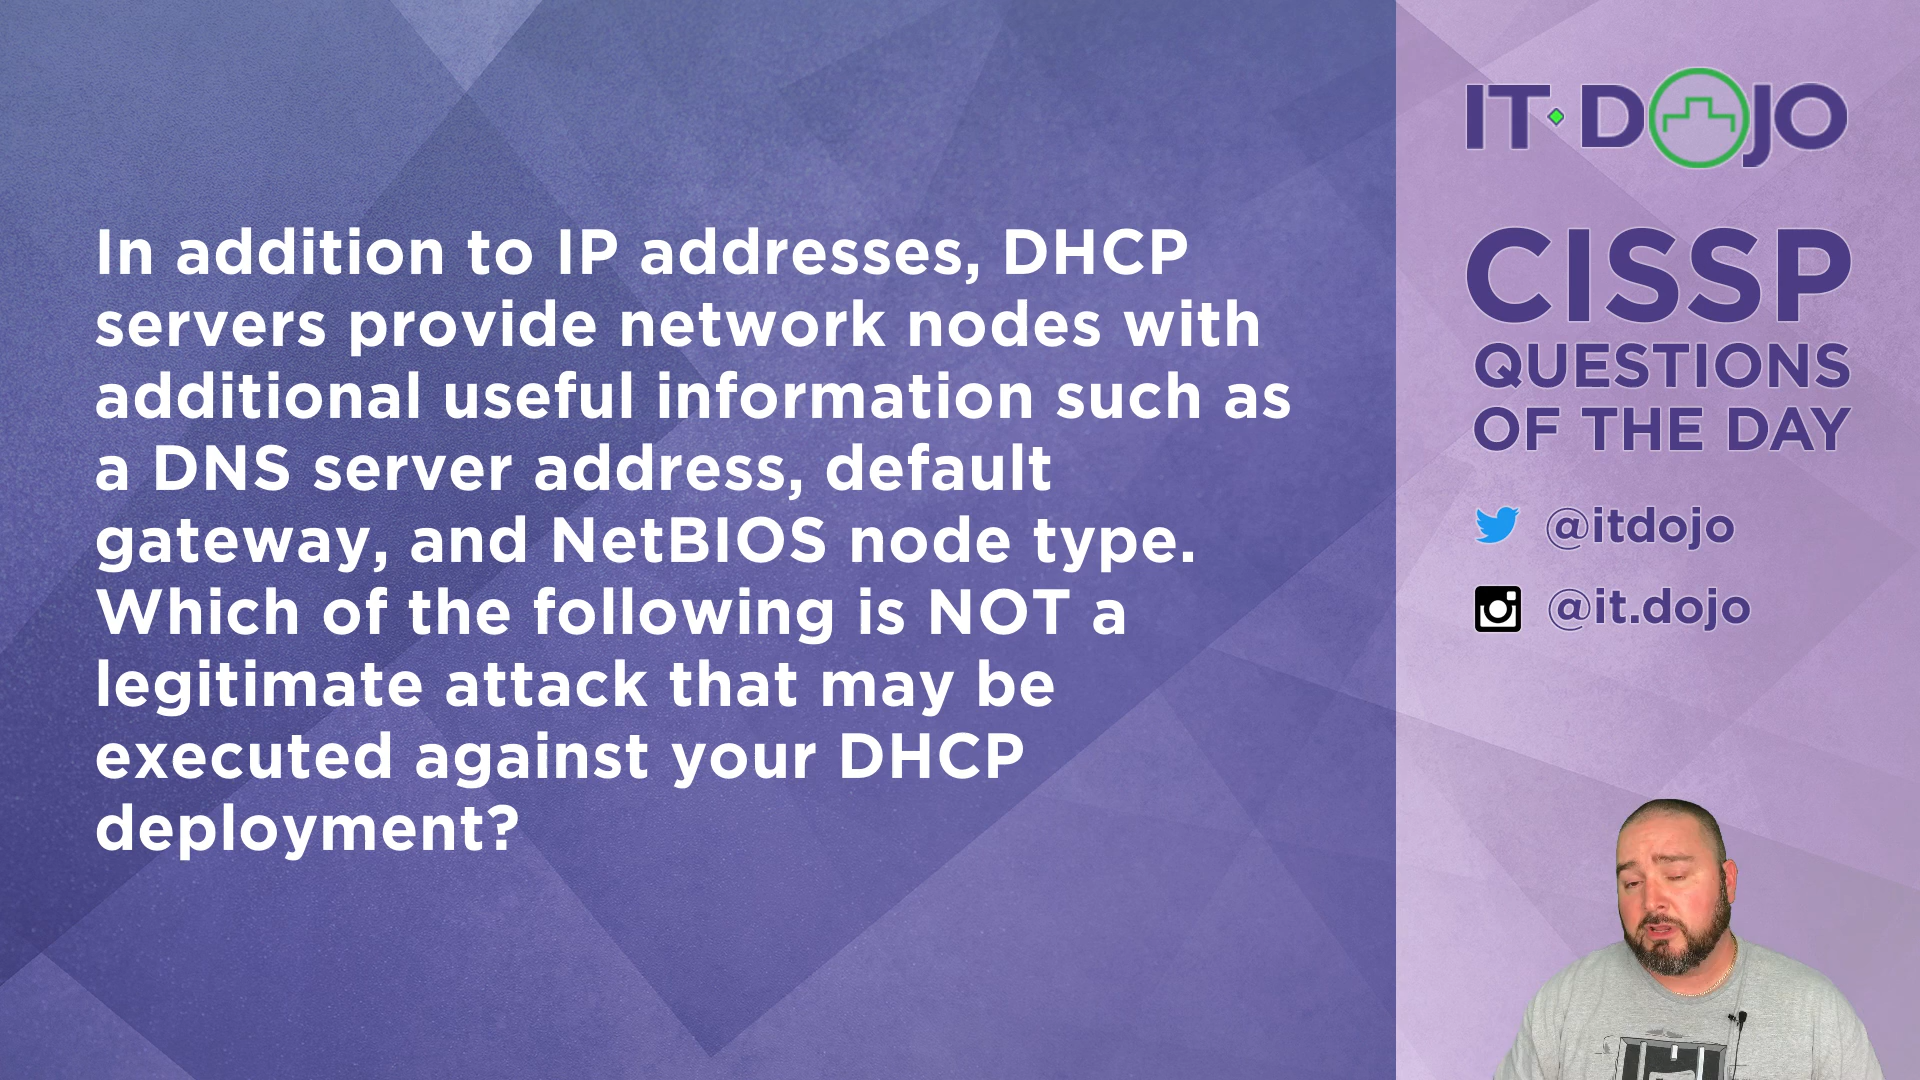 In addition to IP addresses, DHCP
servers provide network nodes with
additional useful information such as
a DNS server address, default
gateway, and NetBIOS node type.
Which of the following is NOT a
legitimate attack that may be
executed against your DHCP
deployment?
IT DOJO
CISSP
QUESTIONS
OF THE DAY
@itdojo
@it.dojo